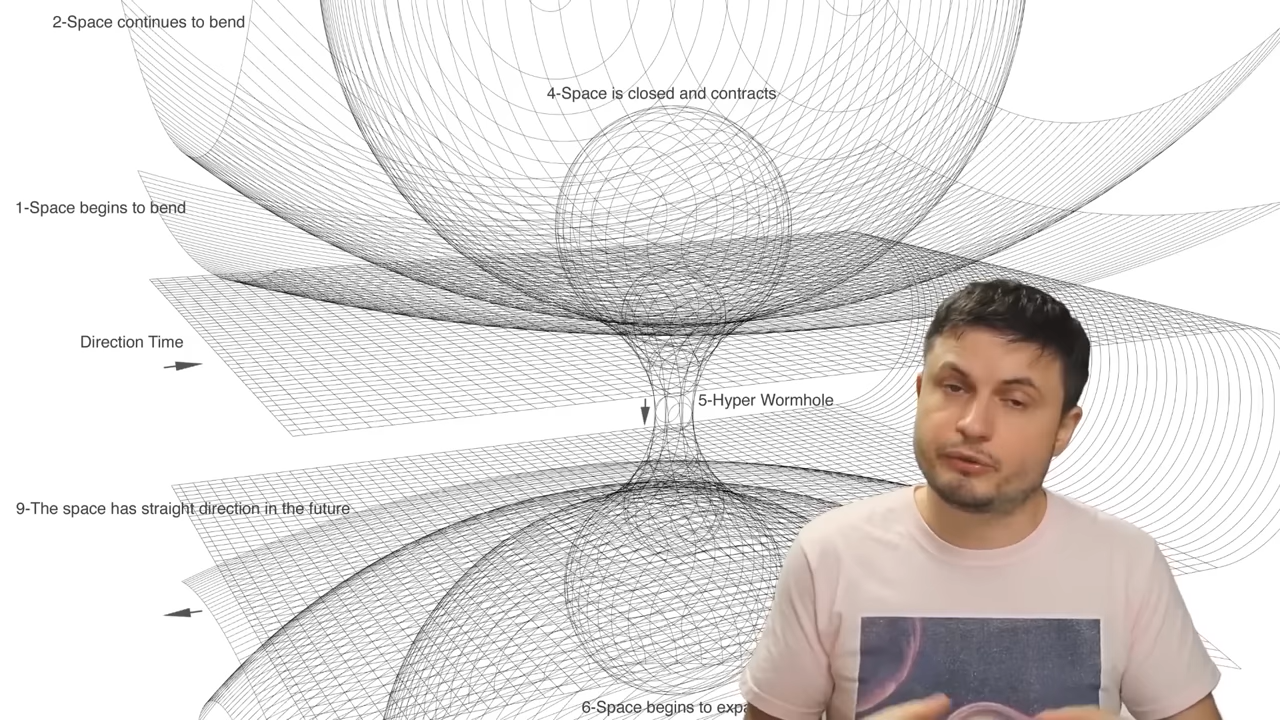 2-Space continues to bend
4-Space is closed and contracts
1-Space begins to bend
Direction Time
5-Hyper Wormhole
9-The space has straight direction in the future
6-Space begins to